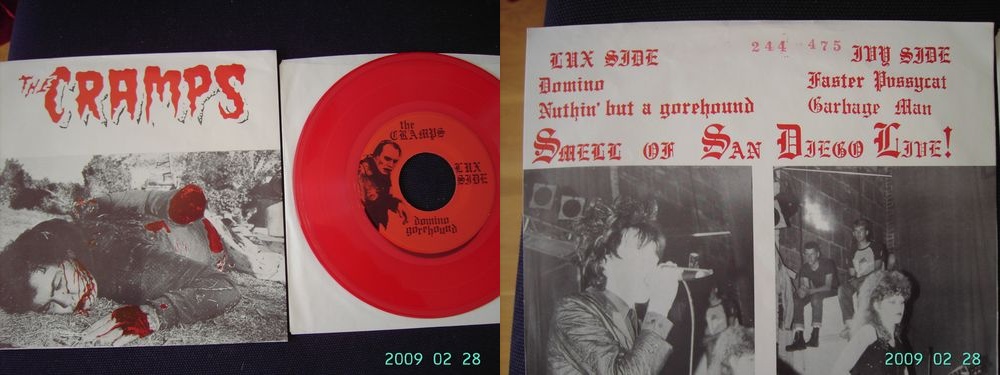 THE CRAMPS
the
CRAMPS
LUX
SIDE
domino
gorehound
2009 02 28
244 475
LUX SIDE
IVY SIDE
Domino
Faster Pussycat
Nuthin' but a gorehound
Garbage Man
SMELL OF SAN DIEGO LIVE!
2009 02 28